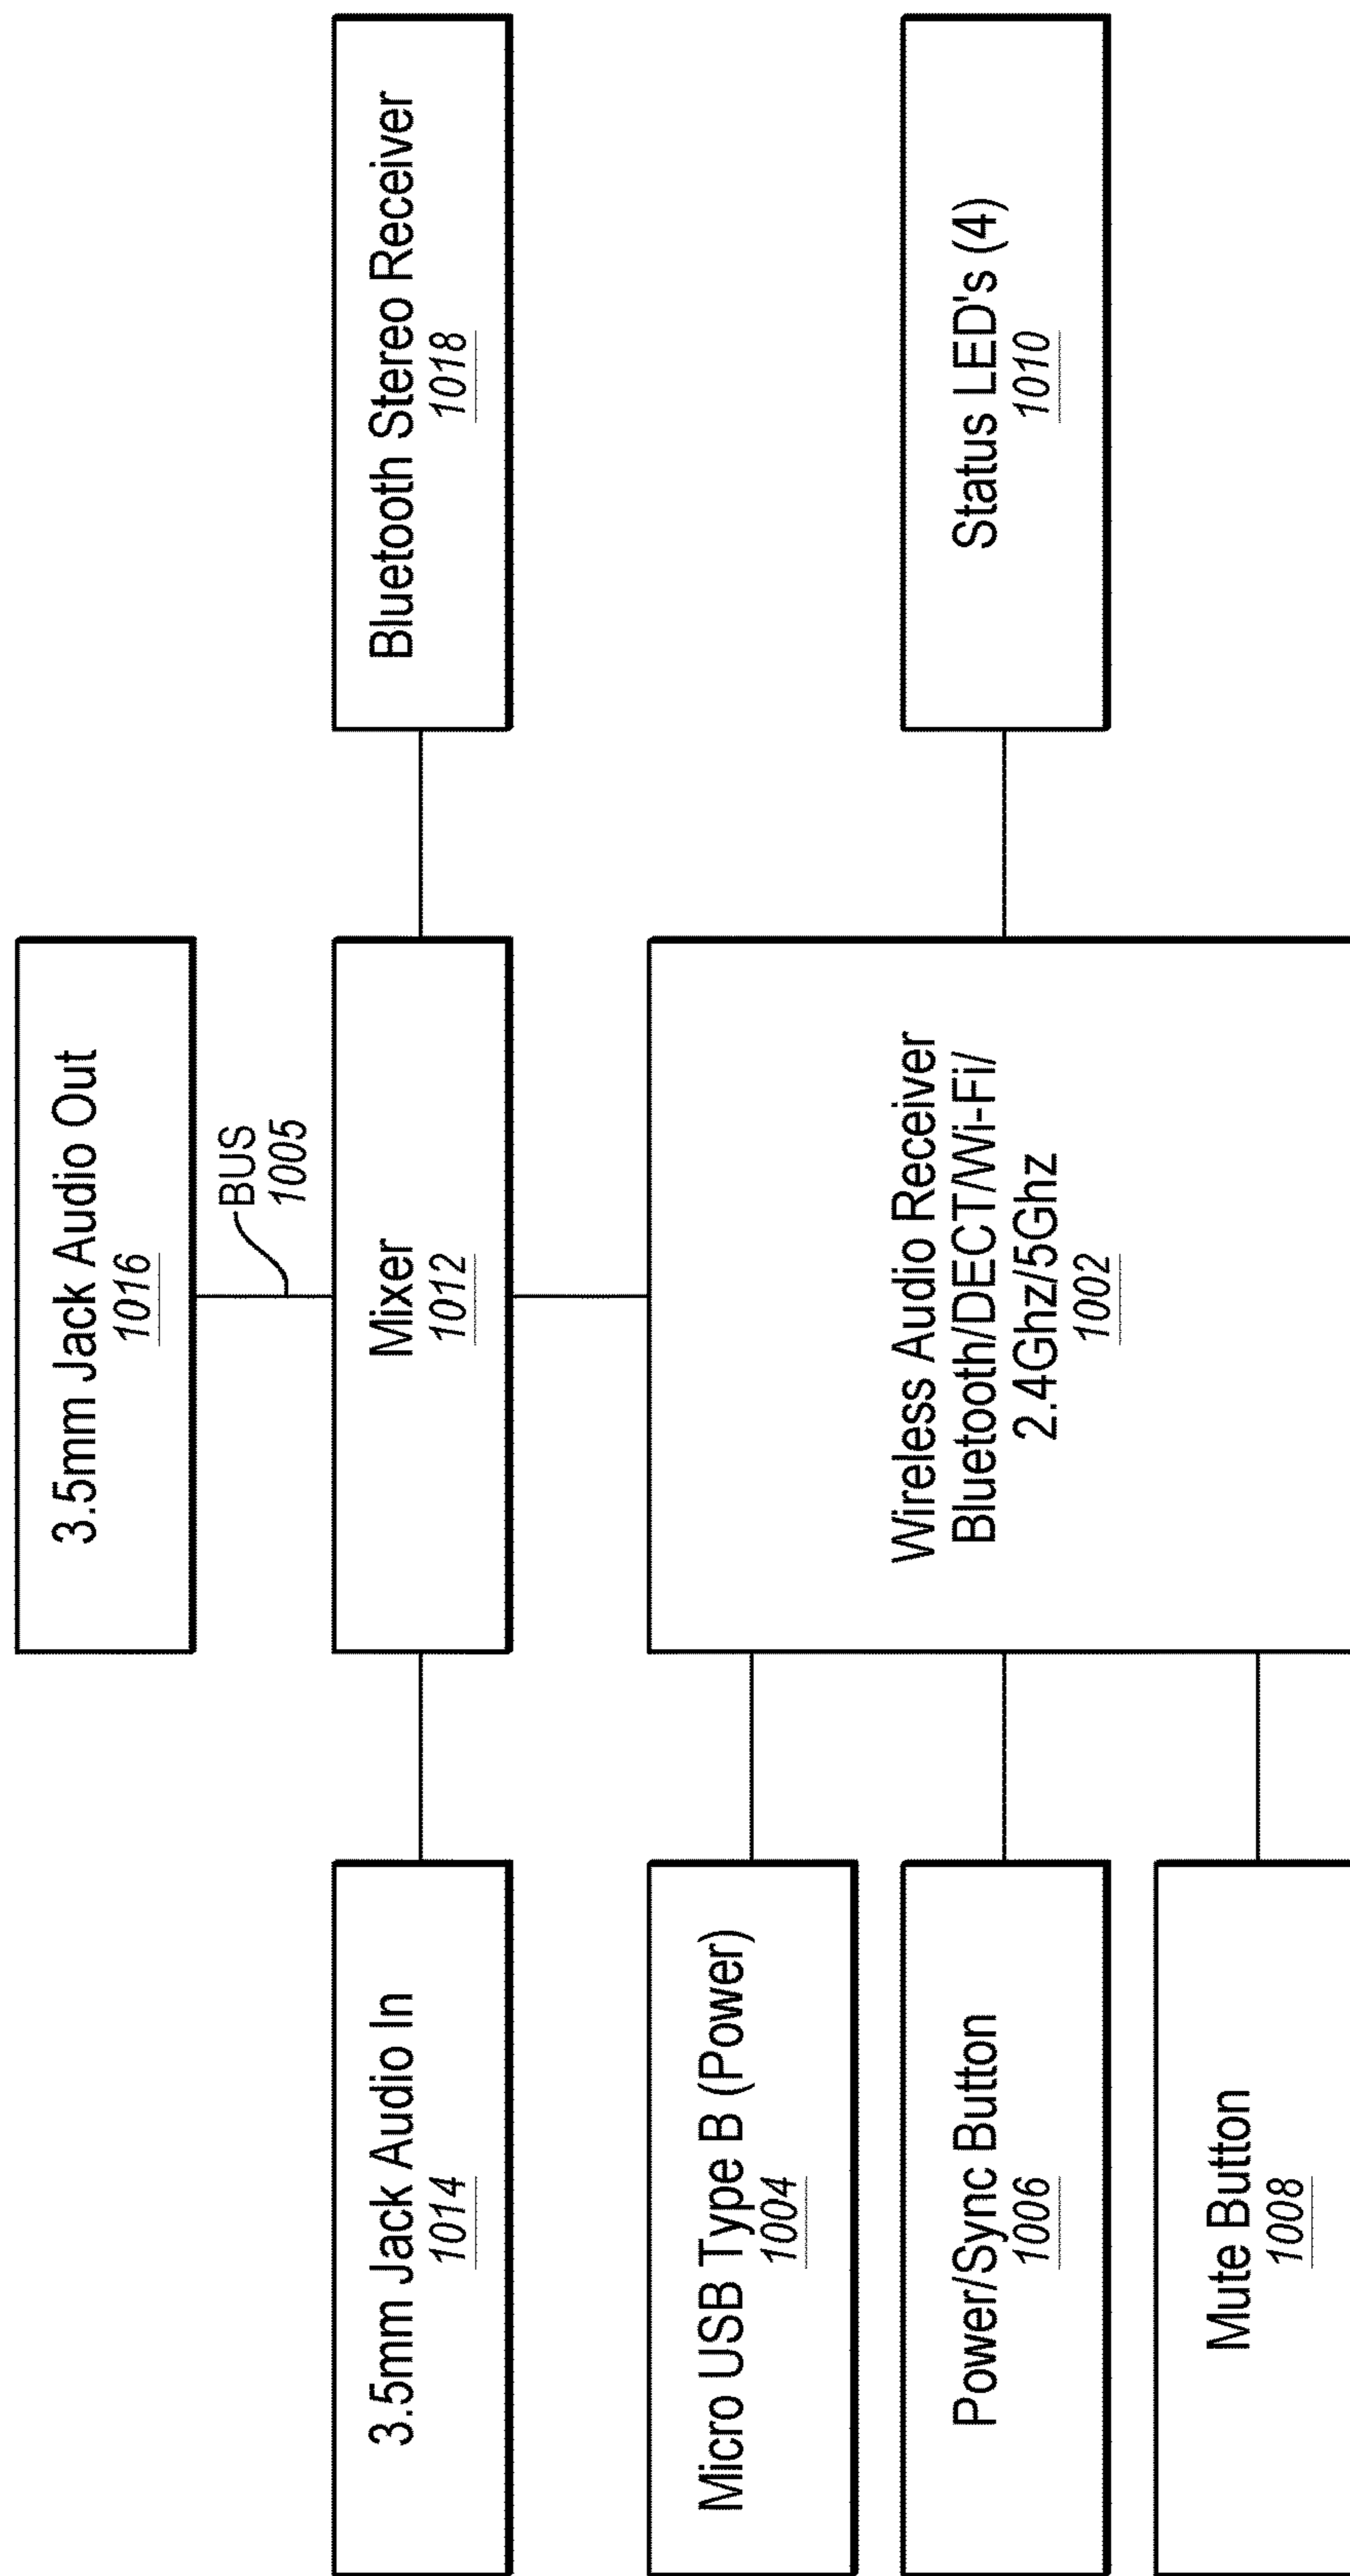 3.5mm Jack Audio Out
1016
BUS
1005
3.5mm Jack Audio In
1014
Mixer
1012
Bluetooth Stereo Receiver
1018
Micro USB Type B (Power)
1004
Power/Sync Button
1006
Mute Button
1008
Wireless Audio Receiver
Bluetooth/DECT/Wi-Fi/
2.4Ghz/5Ghz
1002
Status LED's (4)
1010